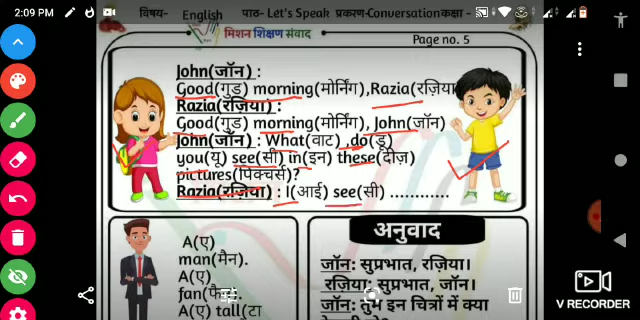 2:09 PM
विषय- English पाठ- Let's Speak प्रकरण-Conversation कक्षा -
मिशन शिक्षण संवाद
Page no. 5
John(जॉन) :
Good(गुड) morning(मोर्निंग),Razia(रज़िया
Razia(रज़िया) :
Good(गुड) morning(मोर्निंग), John(जॉन)
John(जॉन) : What(वाट) ,do(डू)
you(यू) see(सी) in(इन) these(दीज़)
pictures(पिक्चर्स)?
Razia(रज़िया) : I(आई) see(सी) ............
A(ए)
man(मैन).
A(ए)
fan(फैन).
A(ए) tall(टा
अनुवाद
जॉन: सुप्रभात, रज़िया।
रज़िया: सुप्रभात, जॉन।
जॉन: तुम इन चित्रों में क्या
V RECORDER